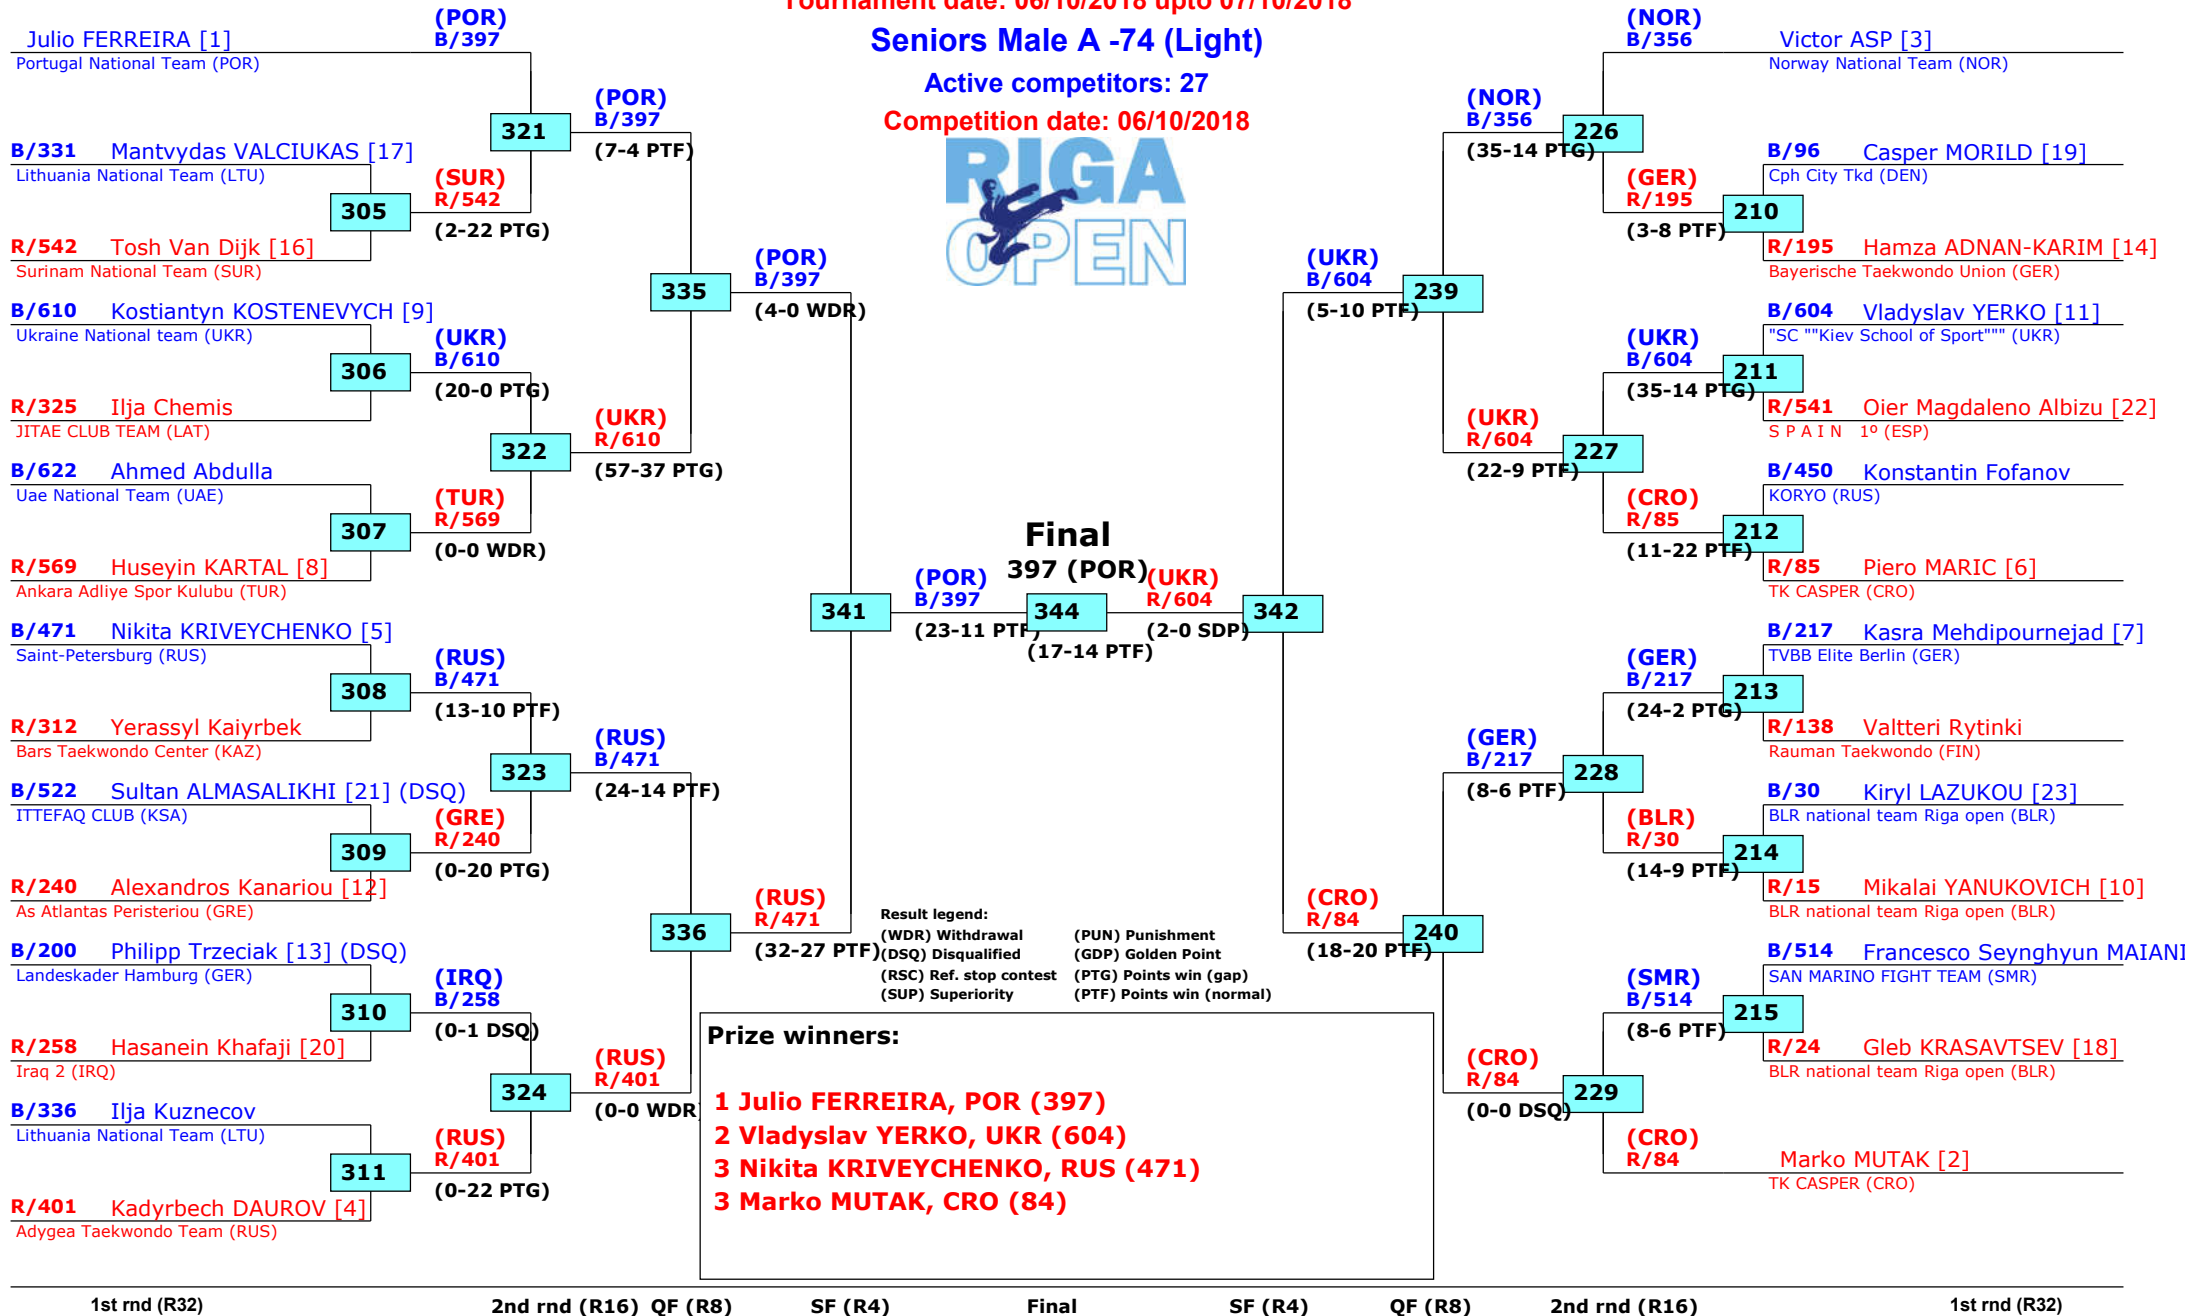 Tournament date: 06/10/2018 upto 07/10/2018
Seniors Male A -74 (Light)
Active competitors: 27
Competition date: 06/10/2018
RIGA
OPEN
Julio FERREIRA [1]
Portugal National Team (POR)
(POR)
B/397
B/331 Mantvydas VALCIUKAS [17]
Lithuania National Team (LTU)
305
R/542 Tosh Van Dijk [16]
Surinam National Team (SUR)
(SUR)
R/542
(2-22 PTG)
321
(POR)
B/397
(7-4 PTF)
B/610 Kostiantyn KOSTENEVYCH [9]
Ukraine National team (UKR)
306
R/325 Ilja Chemis
JITAE CLUB TEAM (LAT)
(UKR)
B/610
(20-0 PTG)
B/622 Ahmed Abdulla
Uae National Team (UAE)
307
R/569 Huseyin KARTAL [8]
Ankara Adliye Spor Kulubu (TUR)
(TUR)
R/569
(0-0 WDR)
322
(UKR)
R/610
(57-37 PTG)
335
(POR)
B/397
(4-0 WDR)
B/471 Nikita KRIVEYCHENKO [5]
Saint-Petersburg (RUS)
308
R/312 Yerassyl Kaiyrbek
Bars Taekwondo Center (KAZ)
(RUS)
B/471
(13-10 PTF)
B/522 Sultan ALMASALIKHI [21] (DSQ)
ITTEFAQ CLUB (KSA)
309
R/240 Alexandros Kanariou [12]
As Atlantas Peristeriou (GRE)
(GRE)
R/240
(0-20 PTG)
323
(RUS)
B/471
(24-14 PTF)
B/200 Philipp Trzeciak [13] (DSQ)
Landeskader Hamburg (GER)
310
R/258 Hasanein Khafaji [20]
Iraq 2 (IRQ)
(IRQ)
B/258
(0-1 DSQ)
B/336 Ilja Kuznecov
Lithuania National Team (LTU)
311
R/401 Kadyrbech DAUROV [4]
Adygea Taekwondo Team (RUS)
(RUS)
R/401
(0-22 PTG)
324
(RUS)
R/401
(0-0 WDR)
336
(RUS)
R/471
(32-27 PTF)
341
(POR)
B/397
(23-11 PTF)
Final
397 (POR)
344
(17-14 PTF)
(UKR)
R/604
(2-0 SDP)
342
(UKR)
B/604
(5-10 PTF)
239
(NOR)
B/356
(35-14 PTG)
226
(NOR)
B/356
Victor ASP [3]
Norway National Team (NOR)
(GER)
R/195
(3-8 PTF)
B/96 Casper MORILD [19]
Cph City Tkd (DEN)
210
R/195 Hamza ADNAN-KARIM [14]
Bayerische Taekwondo Union (GER)
(UKR)
R/604
(22-9 PTF)
227
(UKR)
B/604
(35-14 PTG)
B/604 Vladyslav YERKO [11]
"SC ""Kiev School of Sport""" (UKR)
211
R/541 Oier Magdaleno Albizu [22]
S P A I N 1º (ESP)
(CRO)
R/85
(11-22 PTF)
B/450 Konstantin Fofanov
KORYO (RUS)
212
R/85 Piero MARIC [6]
TK CASPER (CRO)
(CRO)
R/84
(18-20 PTF)
240
(GER)
B/217
(8-6 PTF)
228
(GER)
B/217
(24-2 PTG)
B/217 Kasra Mehdipournejad [7]
TVBB Elite Berlin (GER)
213
R/138 Valtteri Rytinki
Rauman Taekwondo (FIN)
(BLR)
R/30
(14-9 PTF)
B/30 Kiryl LAZUKOU [23]
BLR national team Riga open (BLR)
214
R/15 Mikalai YANUKOVICH [10]
BLR national team Riga open (BLR)
(CRO)
R/84
(0-0 DSQ)
229
(SMR)
B/514
(8-6 PTF)
B/514 Francesco Seynghyun MAIANI
SAN MARINO FIGHT TEAM (SMR)
215
R/24 Gleb KRASAVTSEV [18]
BLR national team Riga open (BLR)
(CRO)
R/84
Marko MUTAK [2]
TK CASPER (CRO)
Result legend:
(WDR) Withdrawal (PUN) Punishment
(DSQ) Disqualified (GDP) Golden Point
(RSC) Ref. stop contest (PTG) Points win (gap)
(SUP) Superiority (PTF) Points win (normal)
Prize winners:
1 Julio FERREIRA, POR (397)
2 Vladyslav YERKO, UKR (604)
3 Nikita KRIVEYCHENKO, RUS (471)
3 Marko MUTAK, CRO (84)
1st rnd (R32) 2nd rnd (R16) QF (R8) SF (R4) Final SF (R4) QF (R8) 2nd rnd (R16) 1st rnd (R32)